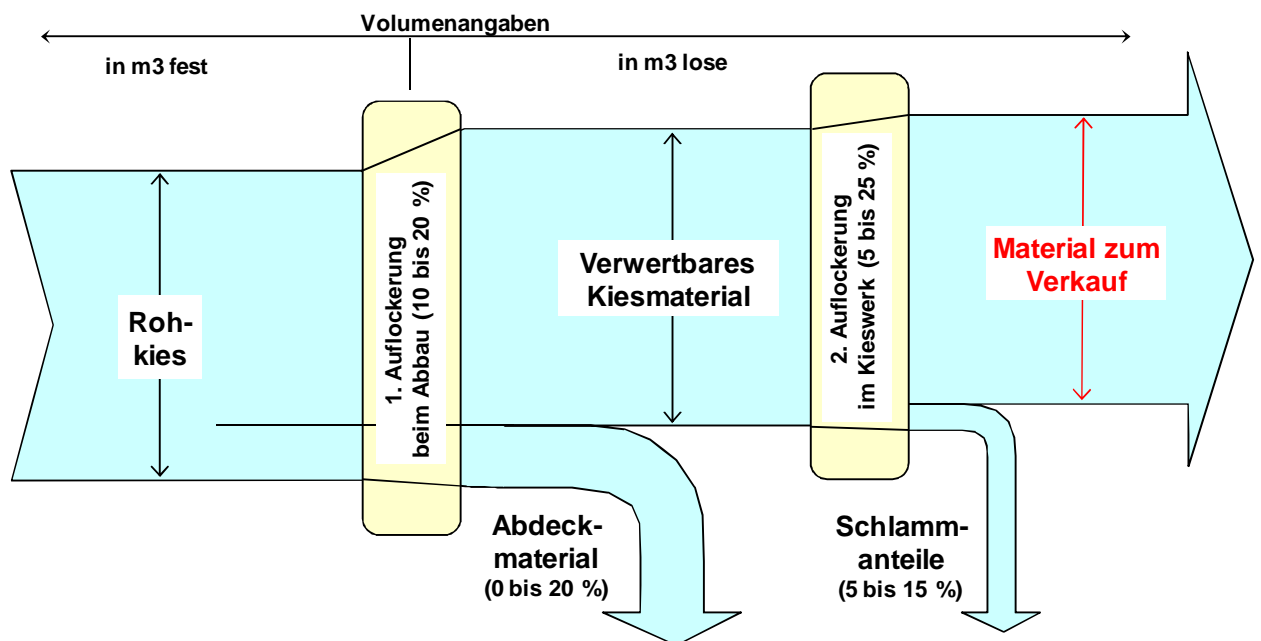 Volumenangaben
in m3 fest
in m3 lose
Roh-
kies
1. Auflockerung
beim Abbau (10 bis 20 %)
Verwertbares
Kiesmaterial
2. Auflockerung
im Kieswerk (5 bis 25 %)
Material zum
Verkauf
Abdeck-
material
(0 bis 20 %)
Schlamm-
anteile
(5 bis 15 %)